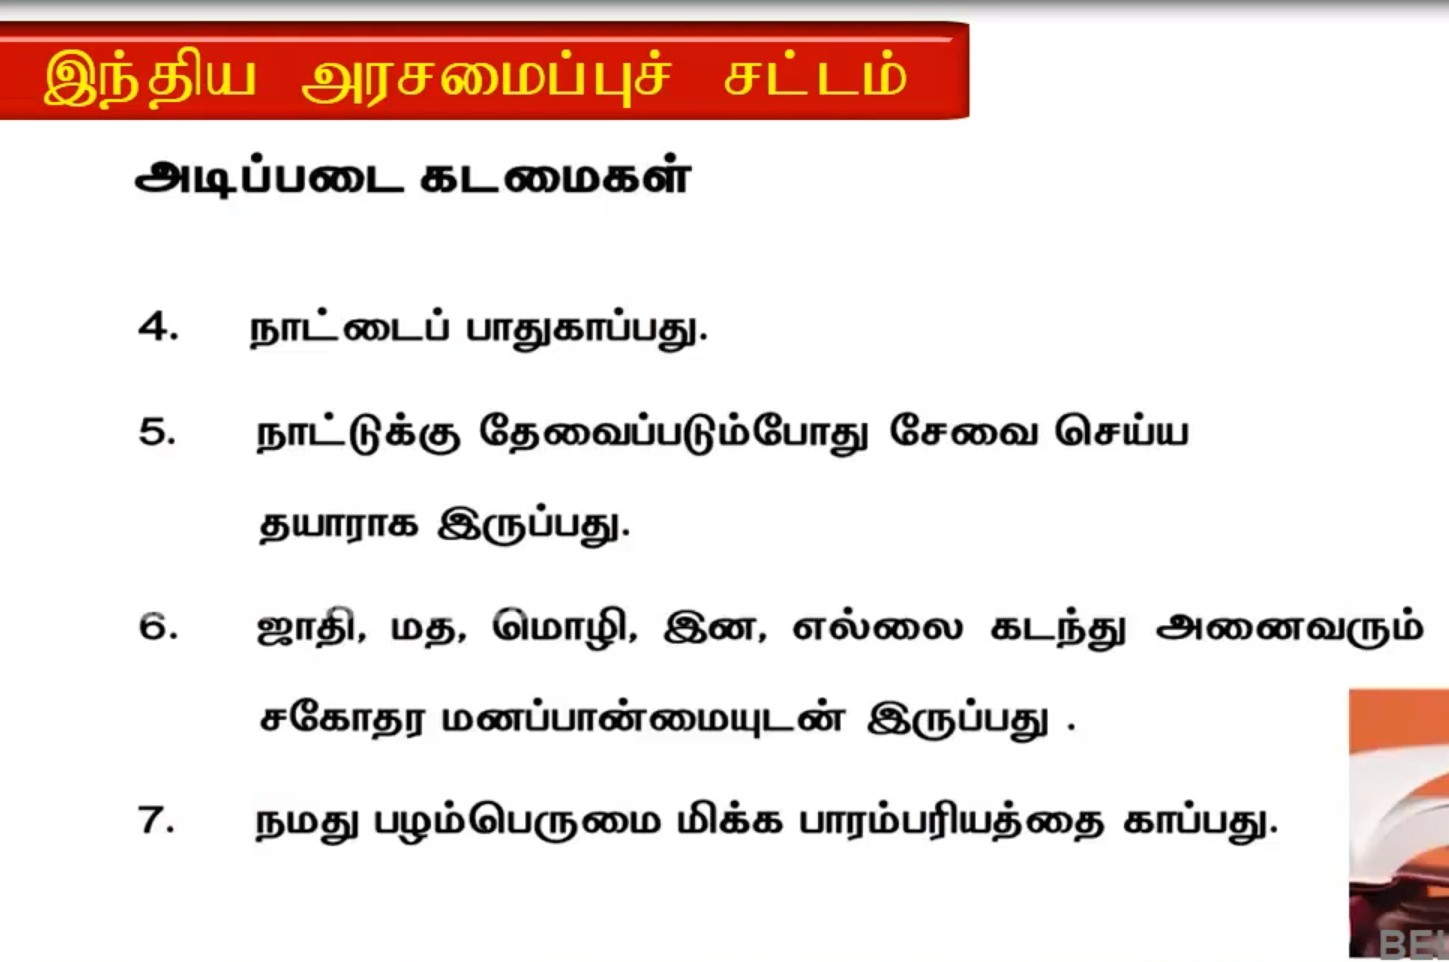 இந்திய அரசமைப்புச் சட்டம்
அடிப்படை கடமைகள்
4. நாட்டைப் பாதுகாப்பது.
5. நாட்டுக்கு தேவைப்படும்போது சேவை செய்ய
தயாராக இருப்பது.
6. ஜாதி, மத, மொழி, இன, எல்லை கடந்து அனைவரும்
சகோதர மனப்பான்மையுடன் இருப்பது .
7. நமது பழம்பெருமை மிக்க பாரம்பரியத்தை காப்பது.